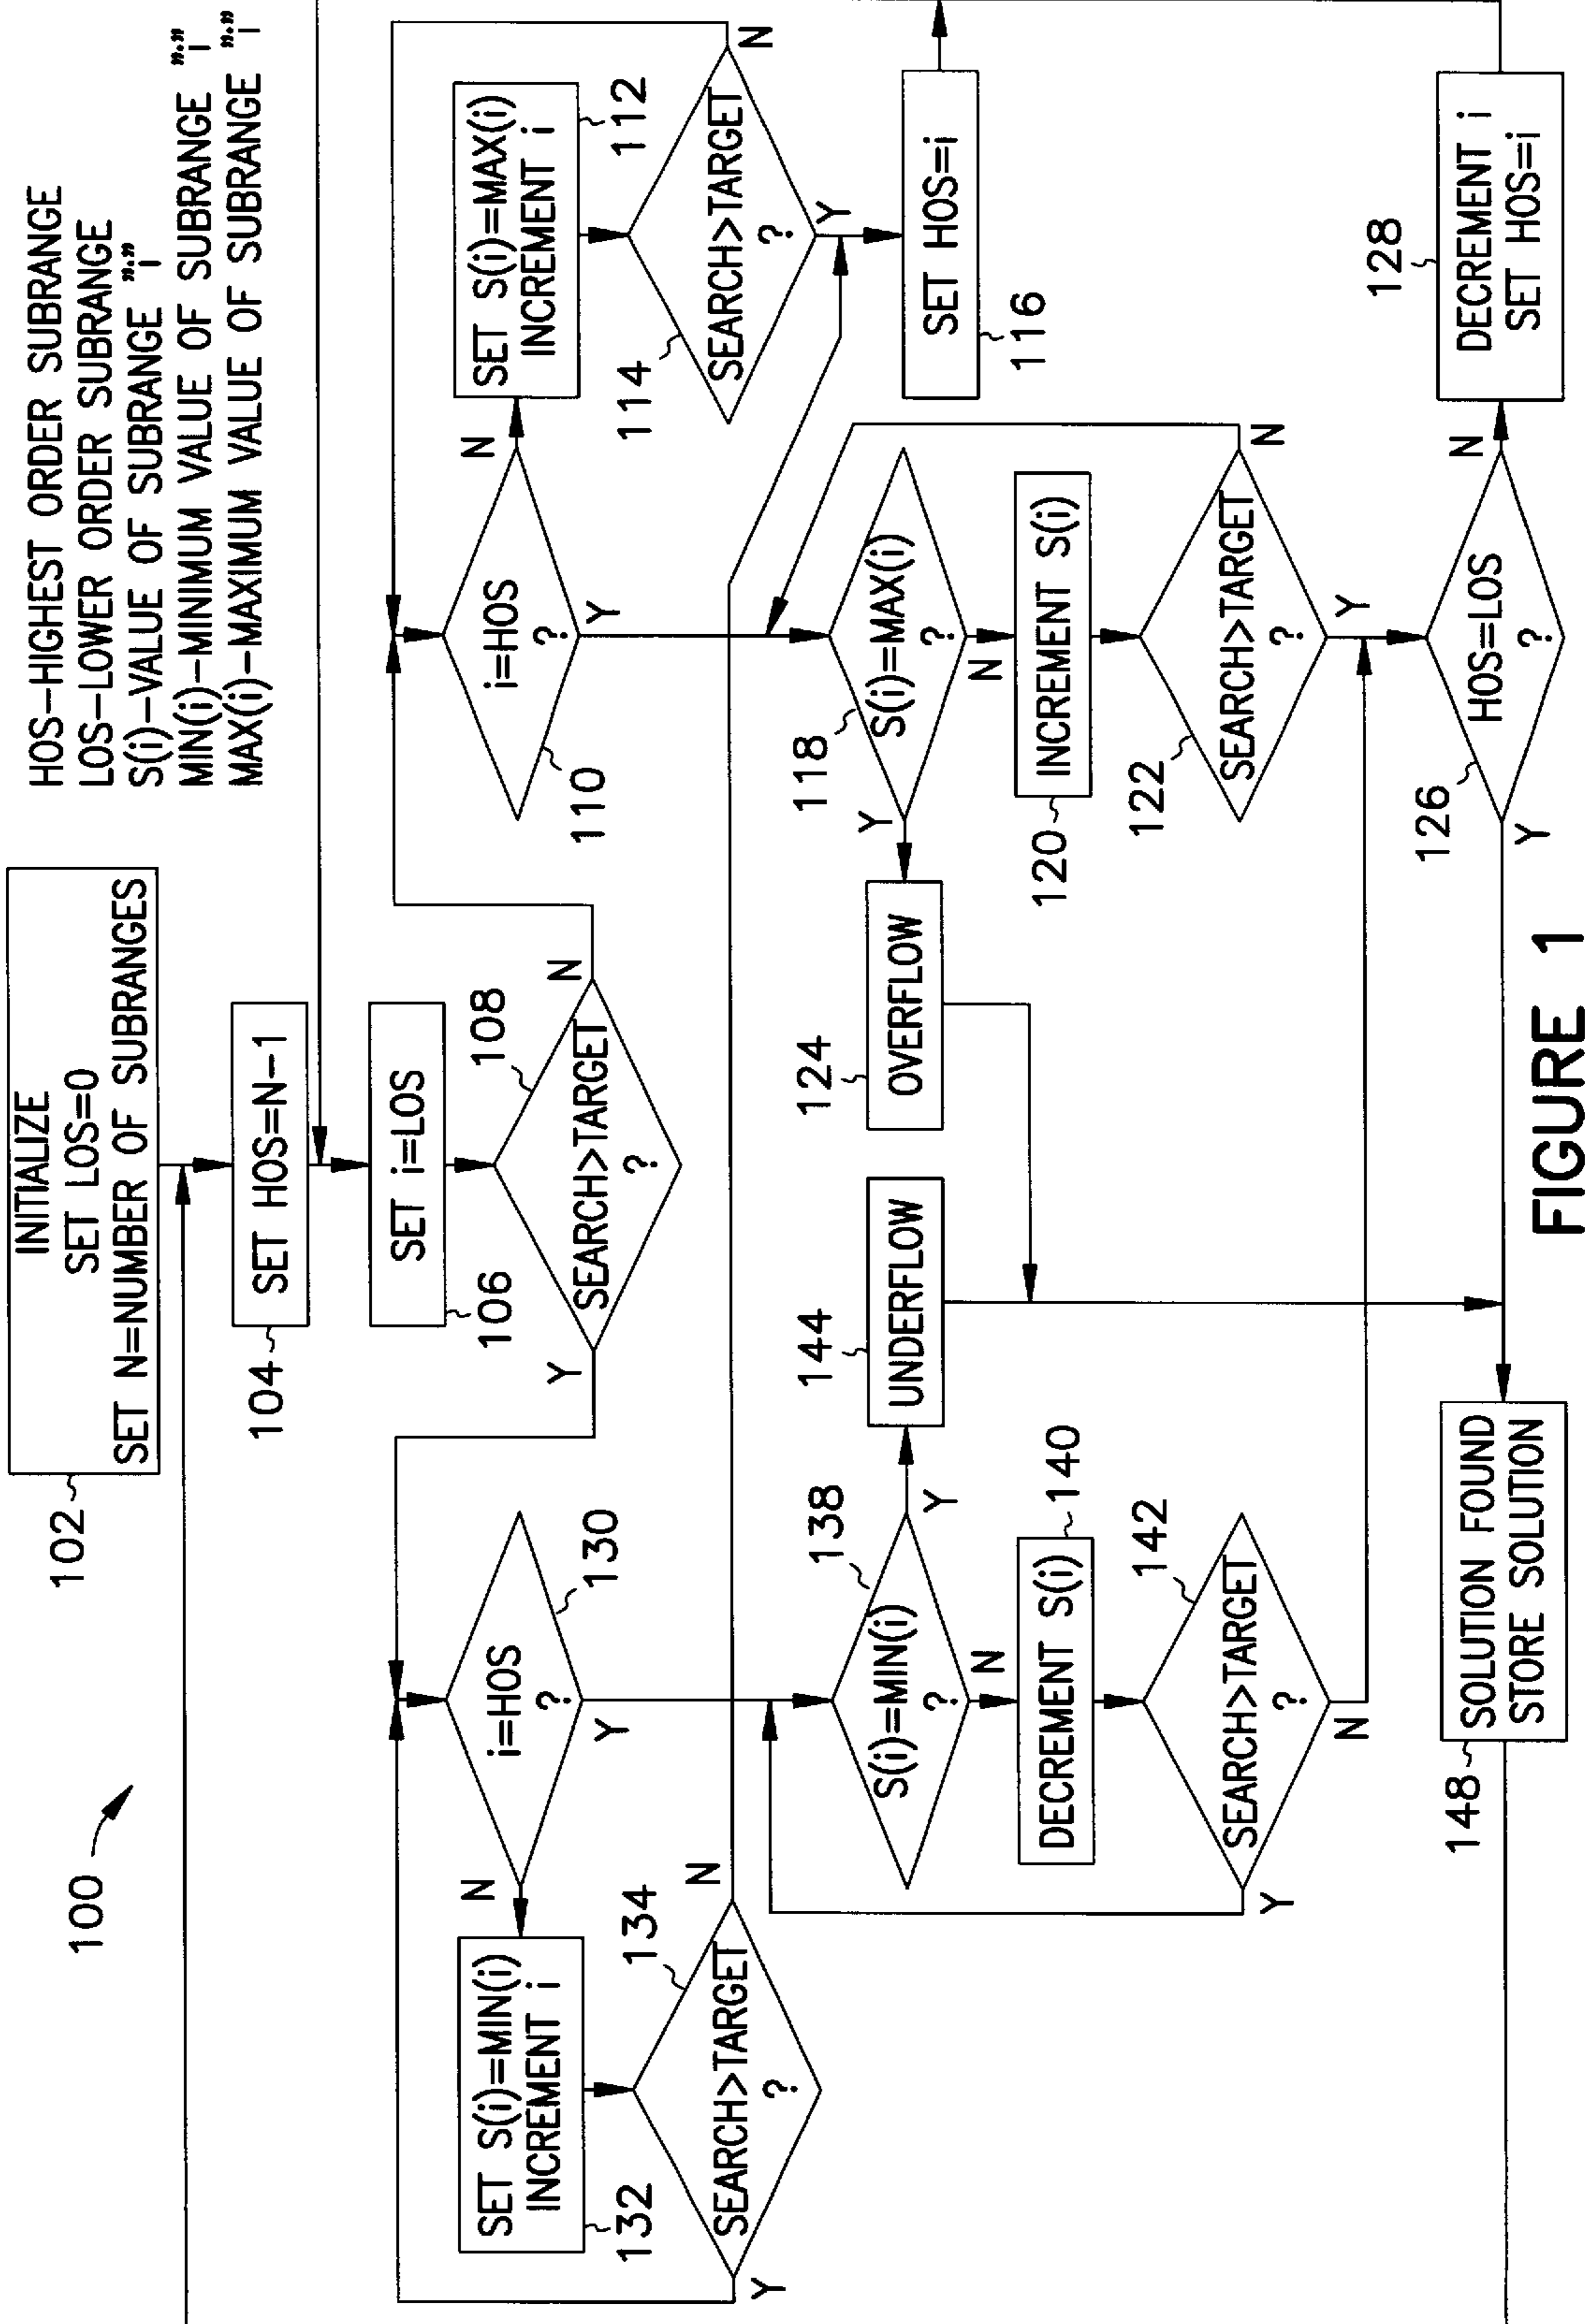 HOS–HIGHEST ORDER SUBRANGE
LOS–LOWER ORDER SUBRANGE
S(i)–VALUE OF SUBRANGE "i"
MIN(i)–MINIMUM VALUE OF SUBRANGE "i"
MAX(i)–MAXIMUM VALUE OF SUBRANGE "i"
100
102
INITIALIZE
SET LOS=0
SET N=NUMBER OF SUBRANGES
104
SET HOS=N-1
106
SET i=LOS
108
SEARCH>TARGET
?
Y
N
130
i=HOS
?
N
Y
132
SET S(i)=MIN(i)
INCREMENT i
134
SEARCH>TARGET
?
Y
N
110
i=HOS
?
N
Y
112
SET S(i)=MAX(i)
INCREMENT i
114
SEARCH>TARGET
?
N
Y
116
SET HOS=i
138
S(i)=MIN(i)
?
Y
N
144
UNDERFLOW
140
DECREMENT S(i)
142
SEARCH>TARGET
?
Y
N
118
S(i)=MAX(i)
?
Y
N
124
OVERFLOW
120
INCREMENT S(i)
122
SEARCH>TARGET
?
N
Y
126
HOS=LOS
?
Y
N
128
DECREMENT i
SET HOS=i
148
SOLUTION FOUND
STORE SOLUTION
FIGURE 1